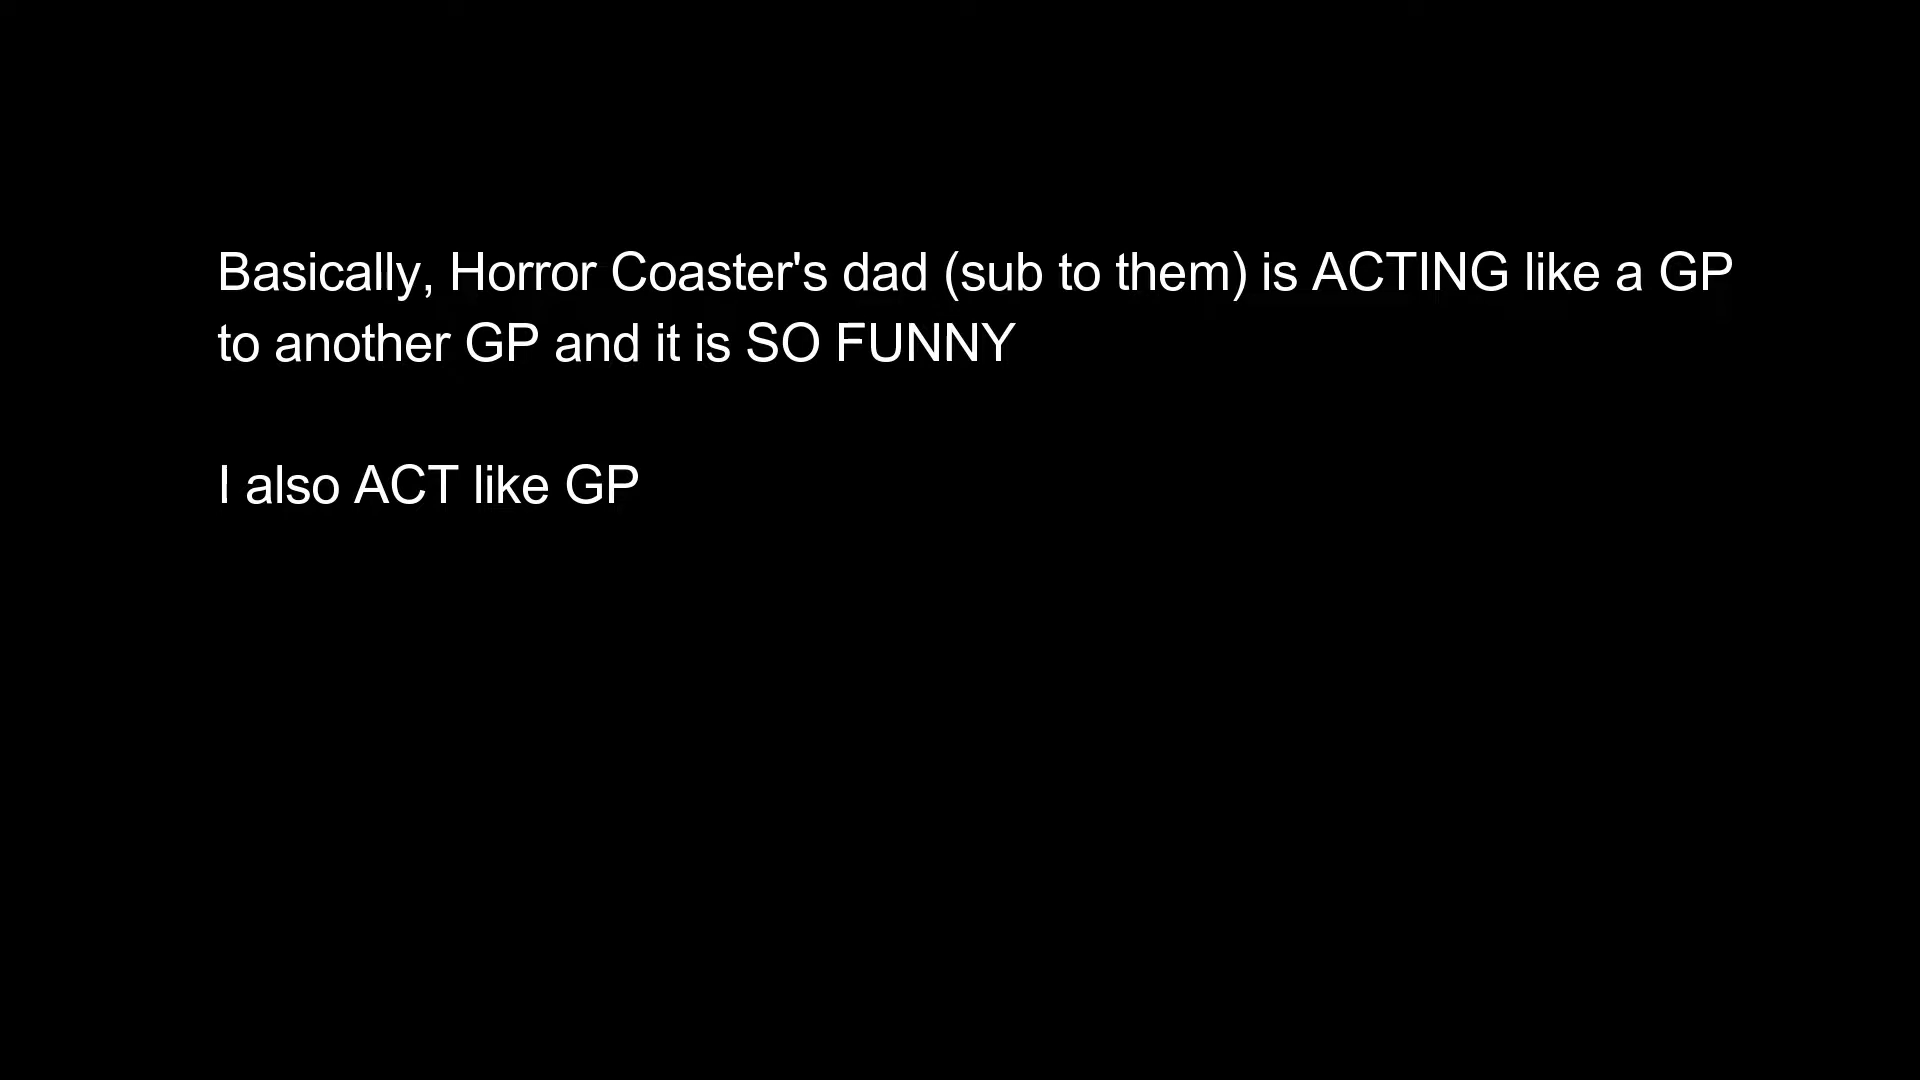 Basically, Horror Coaster's dad (sub to them) is ACTING like a GP
to another GP and it is SO FUNNY
I also ACT like GP